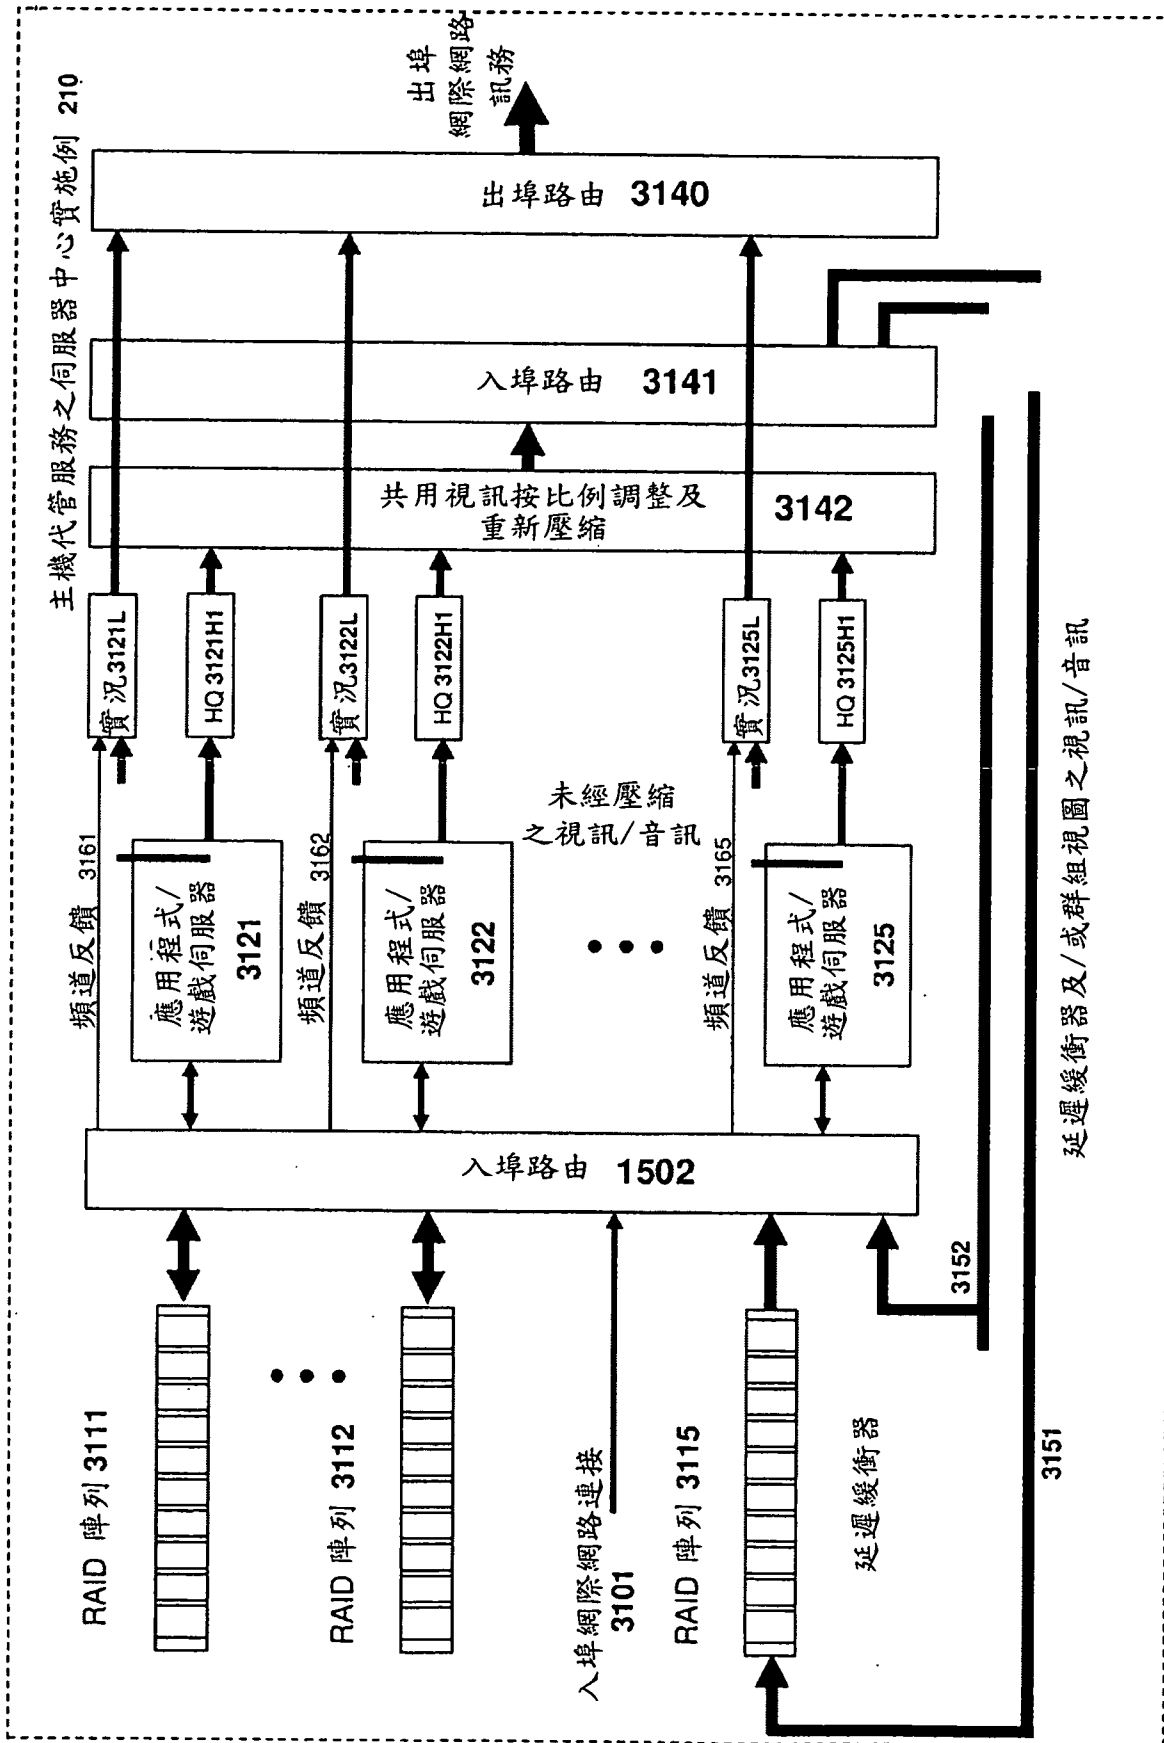 主機代管服務之伺服器中心實施例 210
RAID 陣列 3111
RAID 陣列 3112
入埠網際網路連接
3101
RAID 陣列 3115
延遲緩衝器
3151
3152
入埠路由 1502
頻道反饋 3161
應用程式/
遊戲伺服器
3121
頻道反饋 3162
應用程式/
遊戲伺服器
3122
未經壓縮
之視訊/音訊
頻道反饋 3165
應用程式/
遊戲伺服器
3125
實況3121L
HQ 3121H1
實況3122L
HQ 3122H1
實況3125L
HQ 3125H1
共用視訊按比例調整及
重新壓縮
3142
入埠路由 3141
出埠路由 3140
出埠
網際網路
訊務
延遲緩衝器及/或群組視圖之視訊/音訊